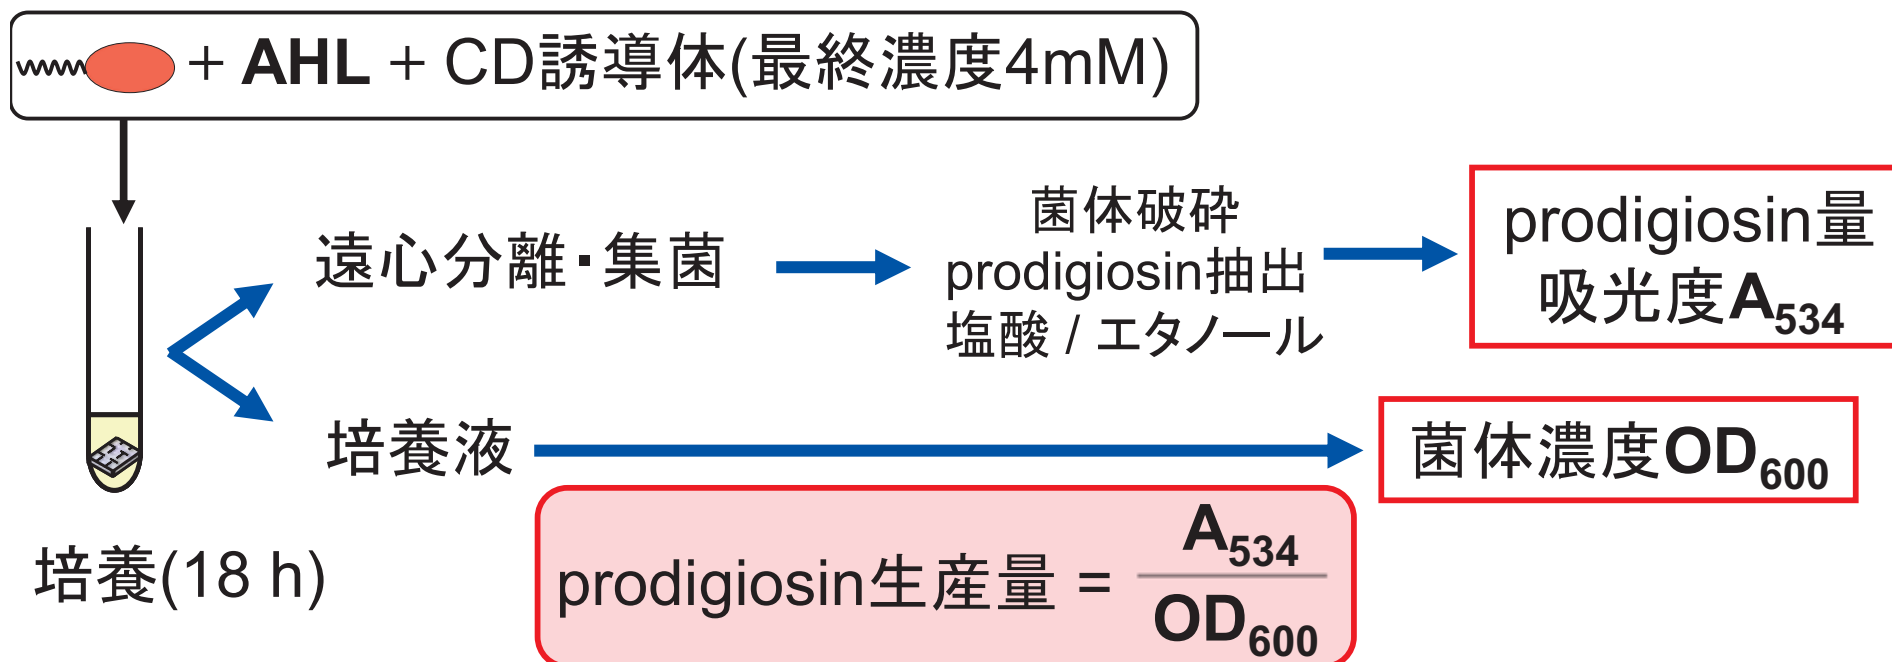 + AHL + CD誘導体(最終濃度4mM)
遠心分離・集菌
菌体破砕
prodigiosin抽出
塩酸 / エタノール
prodigiosin量
吸光度A534
培養液
菌体濃度OD600
培養(18 h)
prodigiosin生産量 =
A534
OD600